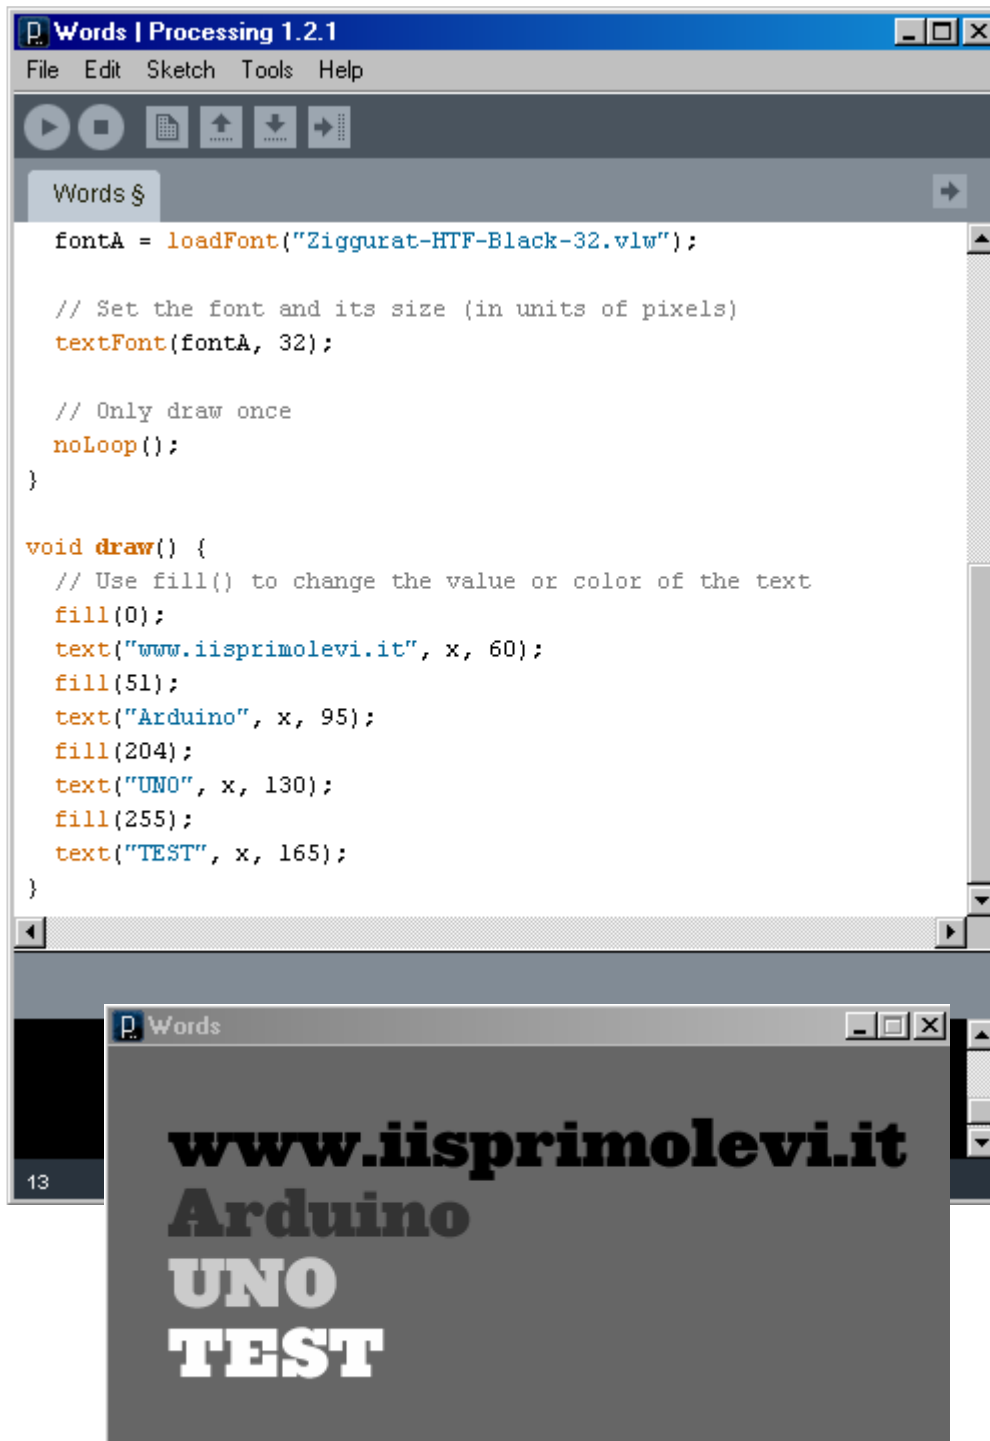 Words | Processing 1.2.1
File Edit Sketch Tools Help
Words §
fontA = loadFont("Ziggurat-HTF-Black-32.vlw");
// Set the font and its size (in units of pixels)
textFont(fontA, 32);
// Only draw once
noLoop();
}
void draw() {
// Use fill() to change the value or color of the text
fill(0);
text("www.iisprimolevi.it", x, 60);
fill(51);
text("Arduino", x, 95);
fill(204);
text("UNO", x, 130);
fill(255);
text("TEST", x, 165);
}
Words
www.iisprimolevi.it
Arduino
UNO
TEST
13